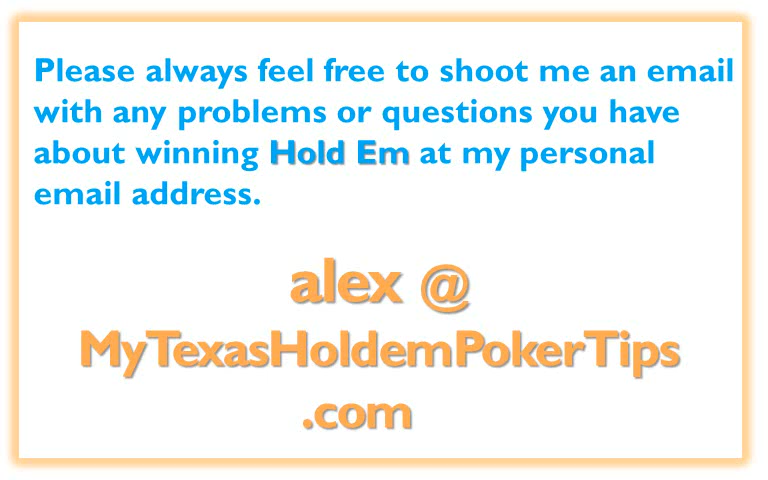 Please always feel free to shoot me an email
with any problems or questions you have
about winning Hold Em at my personal
email address.
alex @
MyTexasHoldemPokerTips
.com